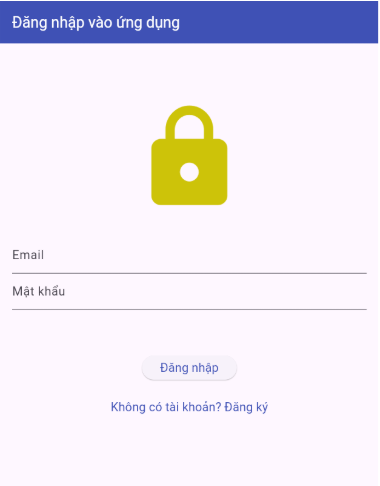 Đăng nhập vào ứng dụng
Email
Mật khẩu
Đăng nhập
Không có tài khoản? Đăng ký